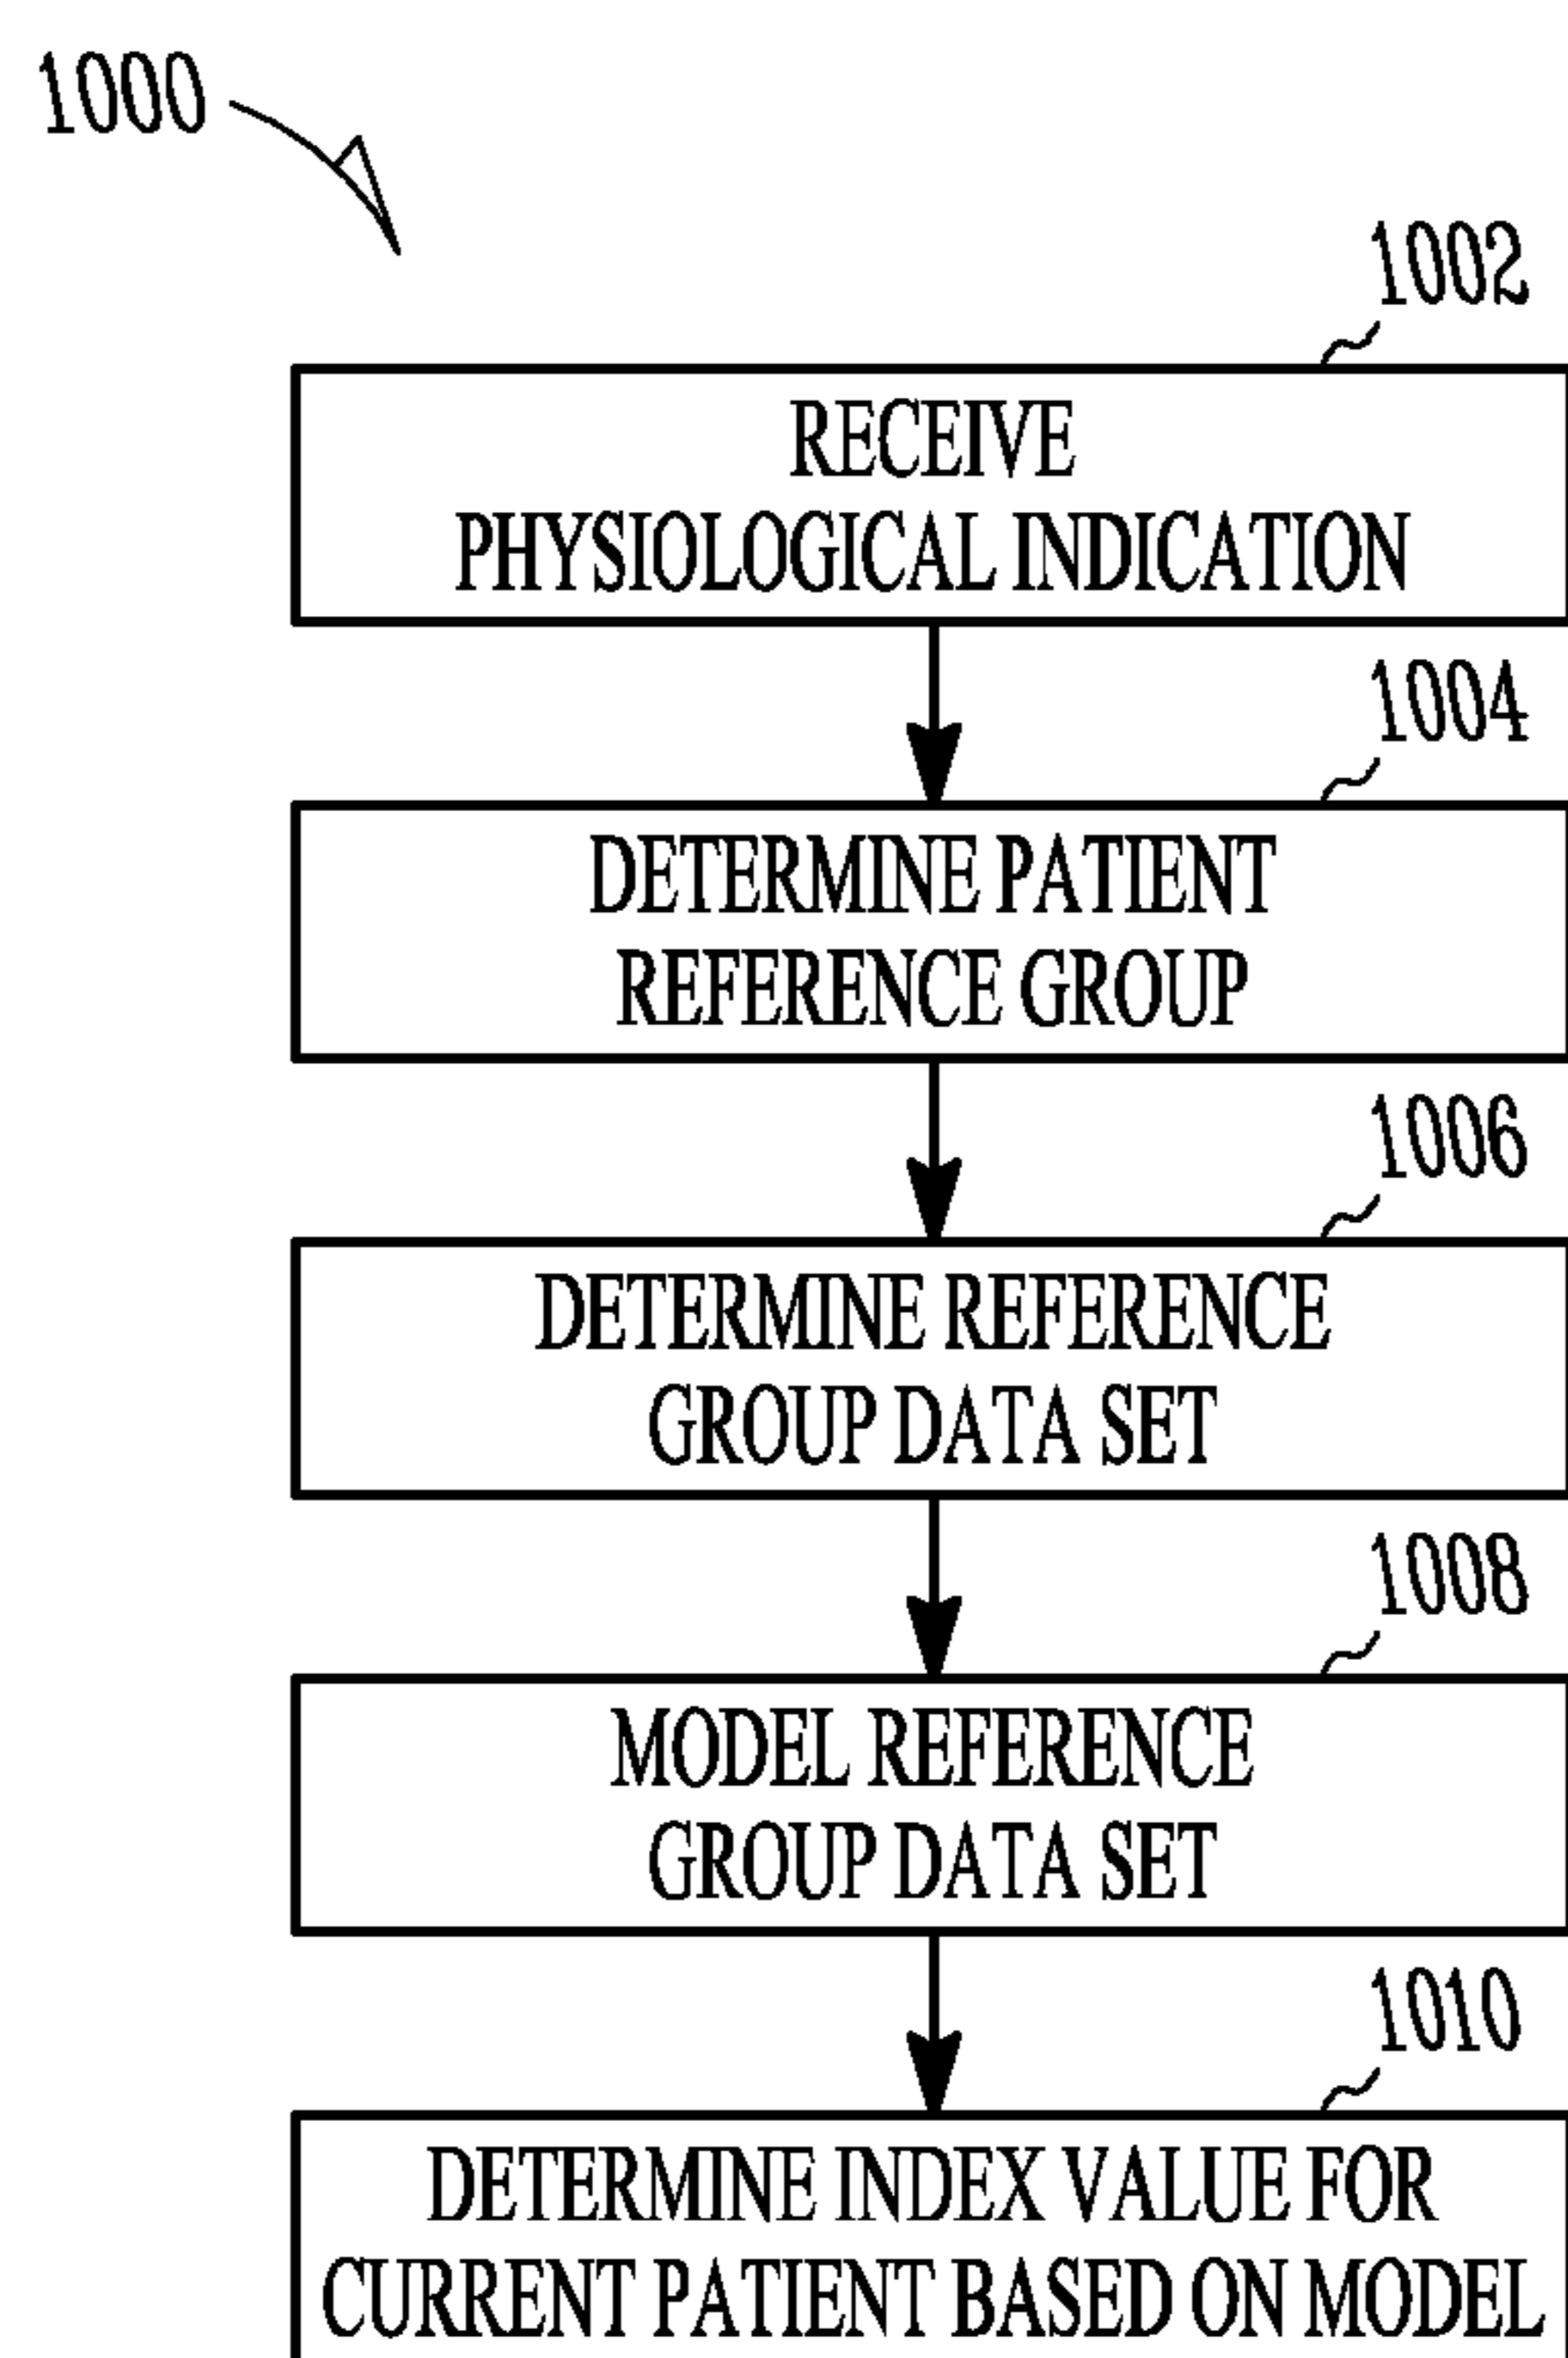 1000
1002
RECEIVE
PHYSIOLOGICAL INDICATION
1004
DETERMINE PATIENT
REFERENCE GROUP
1006
DETERMINE REFERENCE
GROUP DATA SET
1008
MODEL REFERENCE
GROUP DATA SET
1010
DETERMINE INDEX VALUE FOR
CURRENT PATIENT BASED ON MODEL